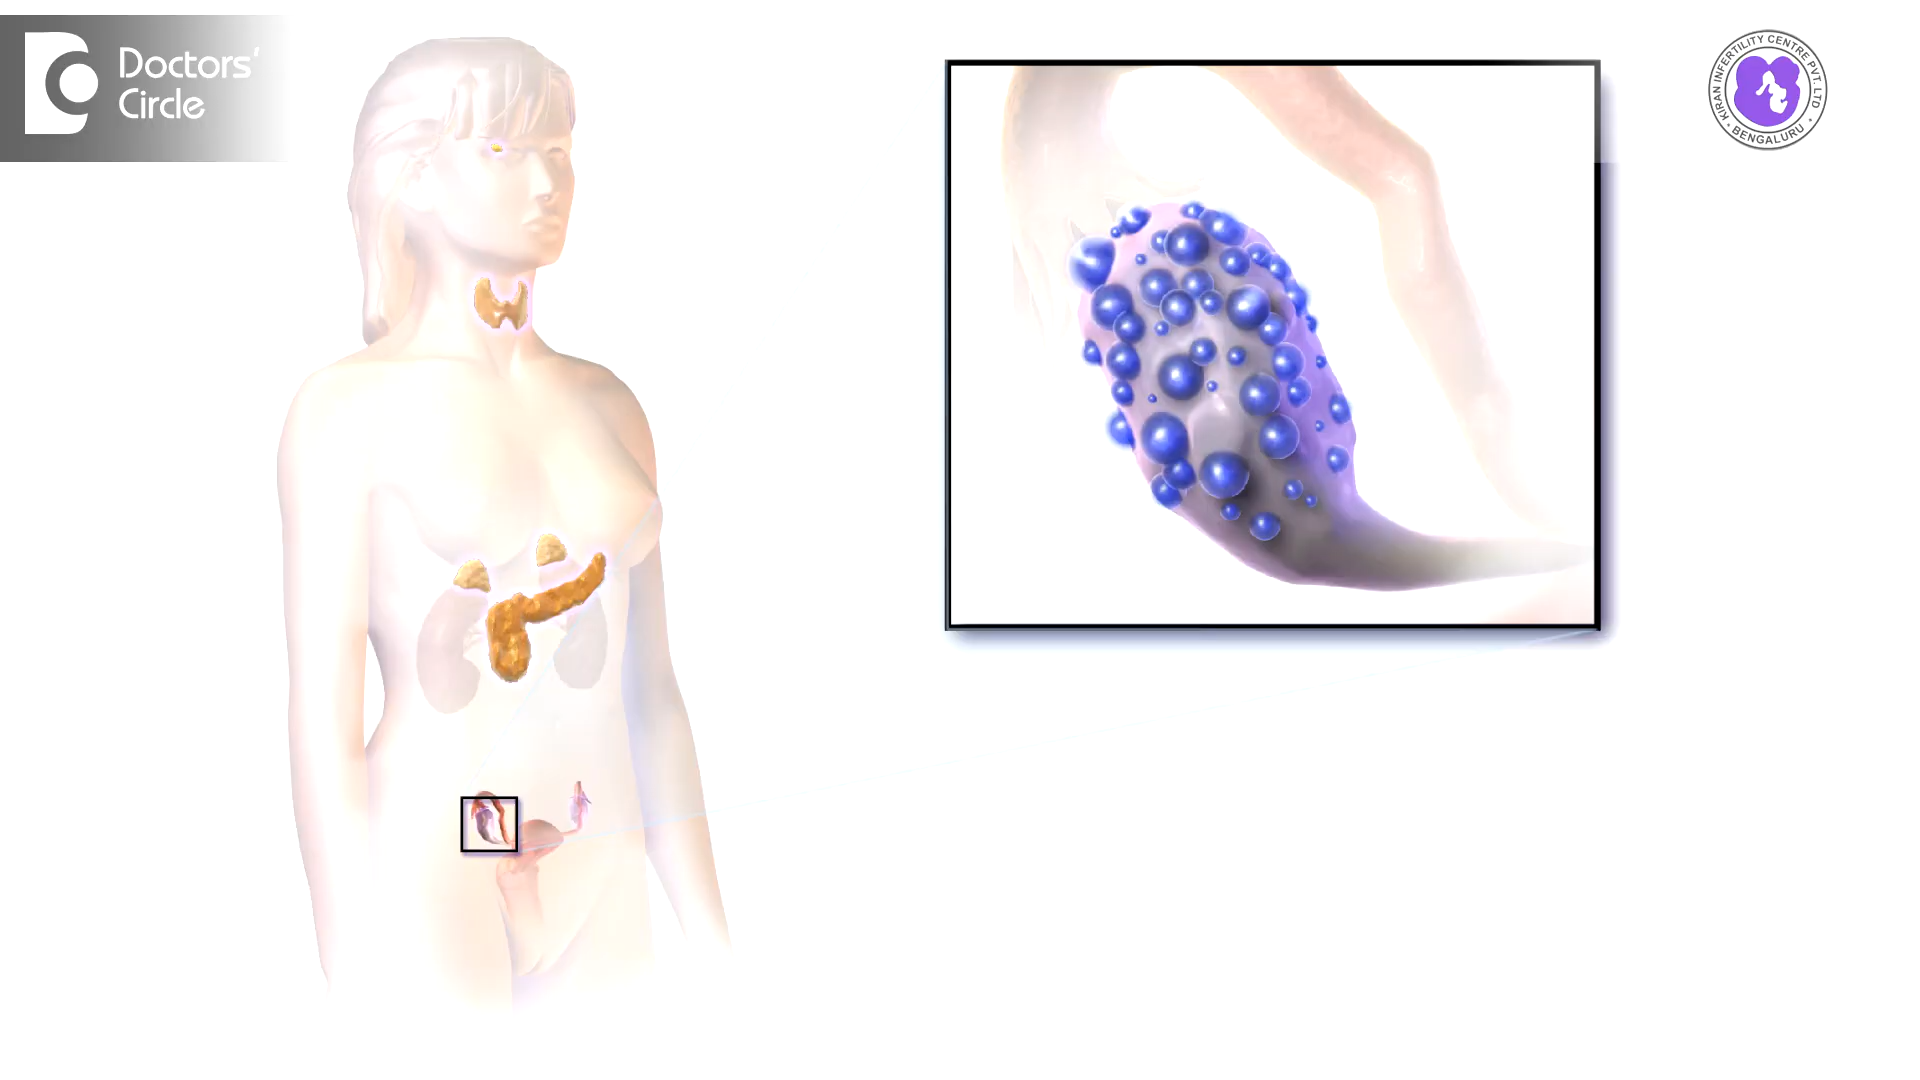 Doctors'
Circle
KIRAN INFERTILITY CENTRE PVT. LTD
• BENGALURU •